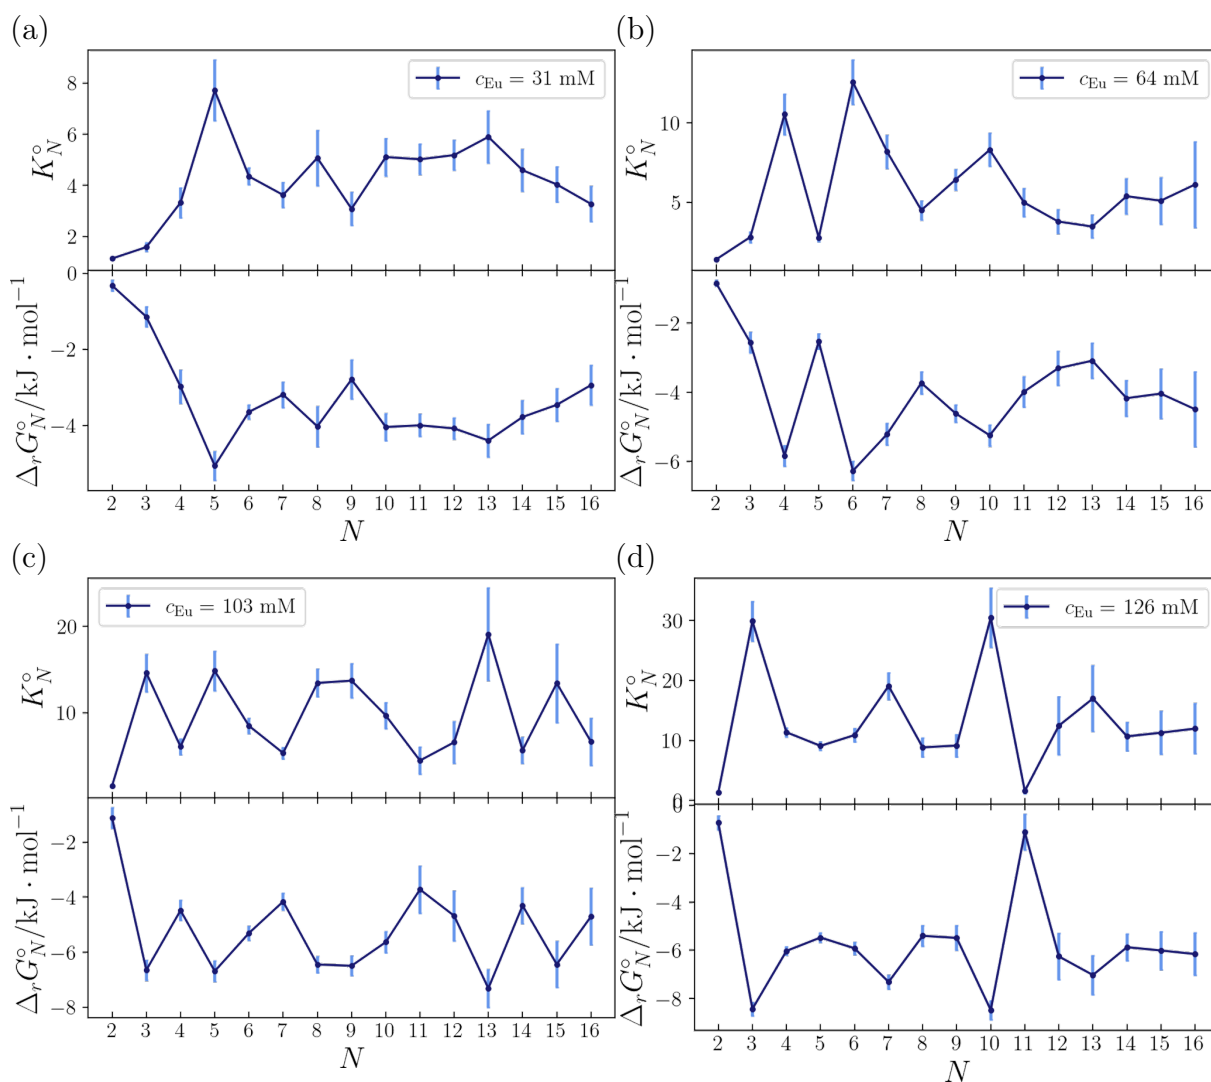 (a)
c_Eu = 31 mM
K°_N
8
6
4
2
Δ_rG°_N/kJ · mol⁻¹
0
−2
−4
2 3 4 5 6 7 8 9 10 11 12 13 14 15 16
N
(b)
c_Eu = 64 mM
K°_N
10
5
Δ_rG°_N/kJ · mol⁻¹
−2
−4
−6
2 3 4 5 6 7 8 9 10 11 12 13 14 15 16
N
(c)
c_Eu = 103 mM
K°_N
20
10
Δ_rG°_N/kJ · mol⁻¹
−2
−4
−6
−8
2 3 4 5 6 7 8 9 10 11 12 13 14 15 16
N
(d)
c_Eu = 126 mM
K°_N
30
20
10
0
Δ_rG°_N/kJ · mol⁻¹
0
−2
−4
−6
−8
2 3 4 5 6 7 8 9 10 11 12 13 14 15 16
N